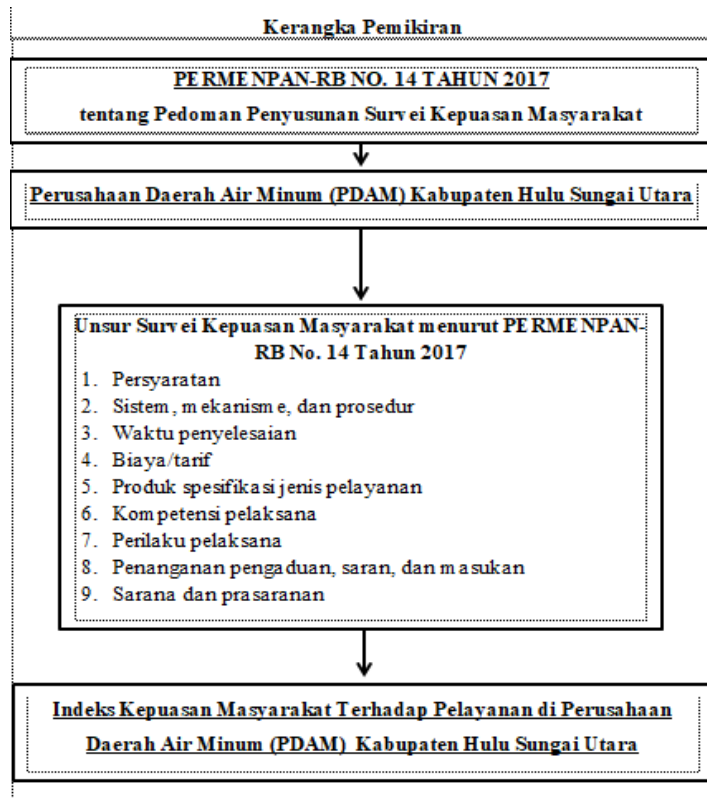 Kerangka Pemikiran
PERMENPAN-RB NO. 14 TAHUN 2017
tentang Pedoman Penyusunan Survei Kepuasan Masyarakat
Perusahaan Daerah Air Minum (PDAM) Kabupaten Hulu Sungai Utara
Unsur Survei Kepuasan Masyarakat menurut PERMENPAN-
RB No. 14 Tahun 2017
1. Persyaratan
2. Sistem, mekanisme, dan prosedur
3. Waktu penyelesaian
4. Biaya/tarif
5. Produk spesifikasi jenis pelayanan
6. Kompetensi pelaksana
7. Perilaku pelaksana
8. Penanganan pengaduan, saran, dan masukan
9. Sarana dan prasaranan
Indeks Kepuasan Masyarakat Terhadap Pelayanan di Perusahaan
Daerah Air Minum (PDAM) Kabupaten Hulu Sungai Utara